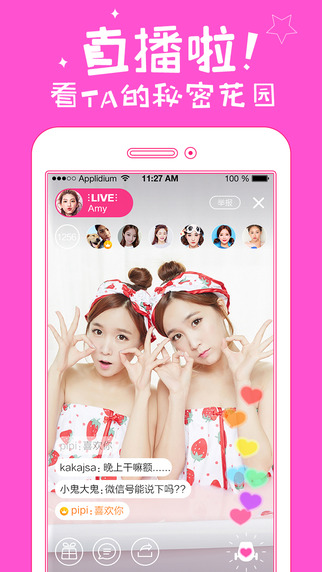 直播啦!
看TA的秘密花园
Applidium
11:27 AM
100 %
LIVE
Amy
举报
1256
pipi:喜欢你
kakajsa:晚上干嘛额......
小鬼大鬼:微信号能说下吗??
pipi:喜欢你